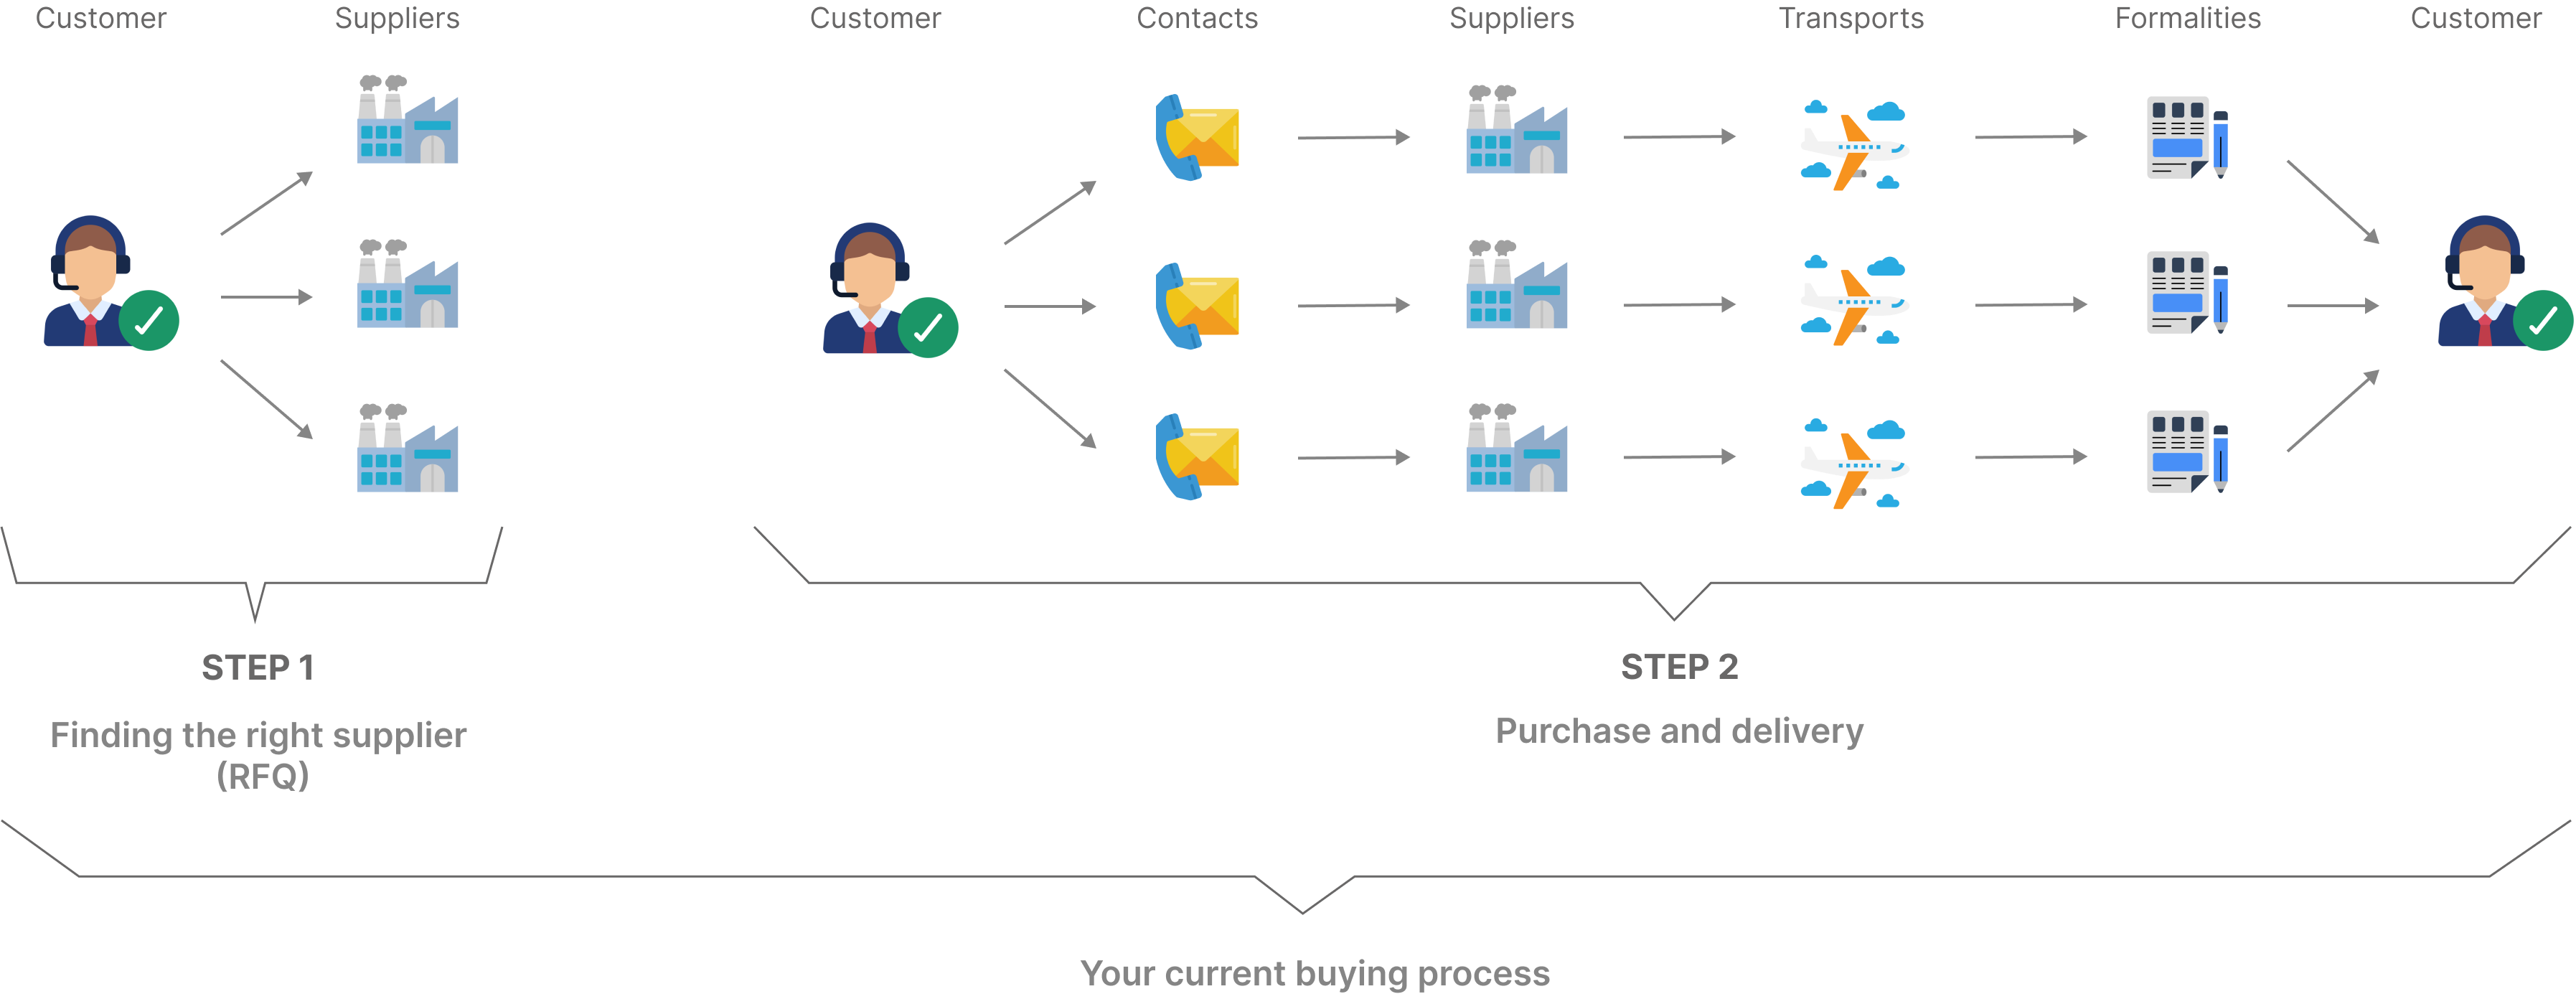 Customer
Suppliers
Customer
Contacts
Suppliers
Transports
Formalities
Customer
STEP 1
Finding the right supplier
(RFQ)
STEP 2
Purchase and delivery
Your current buying process